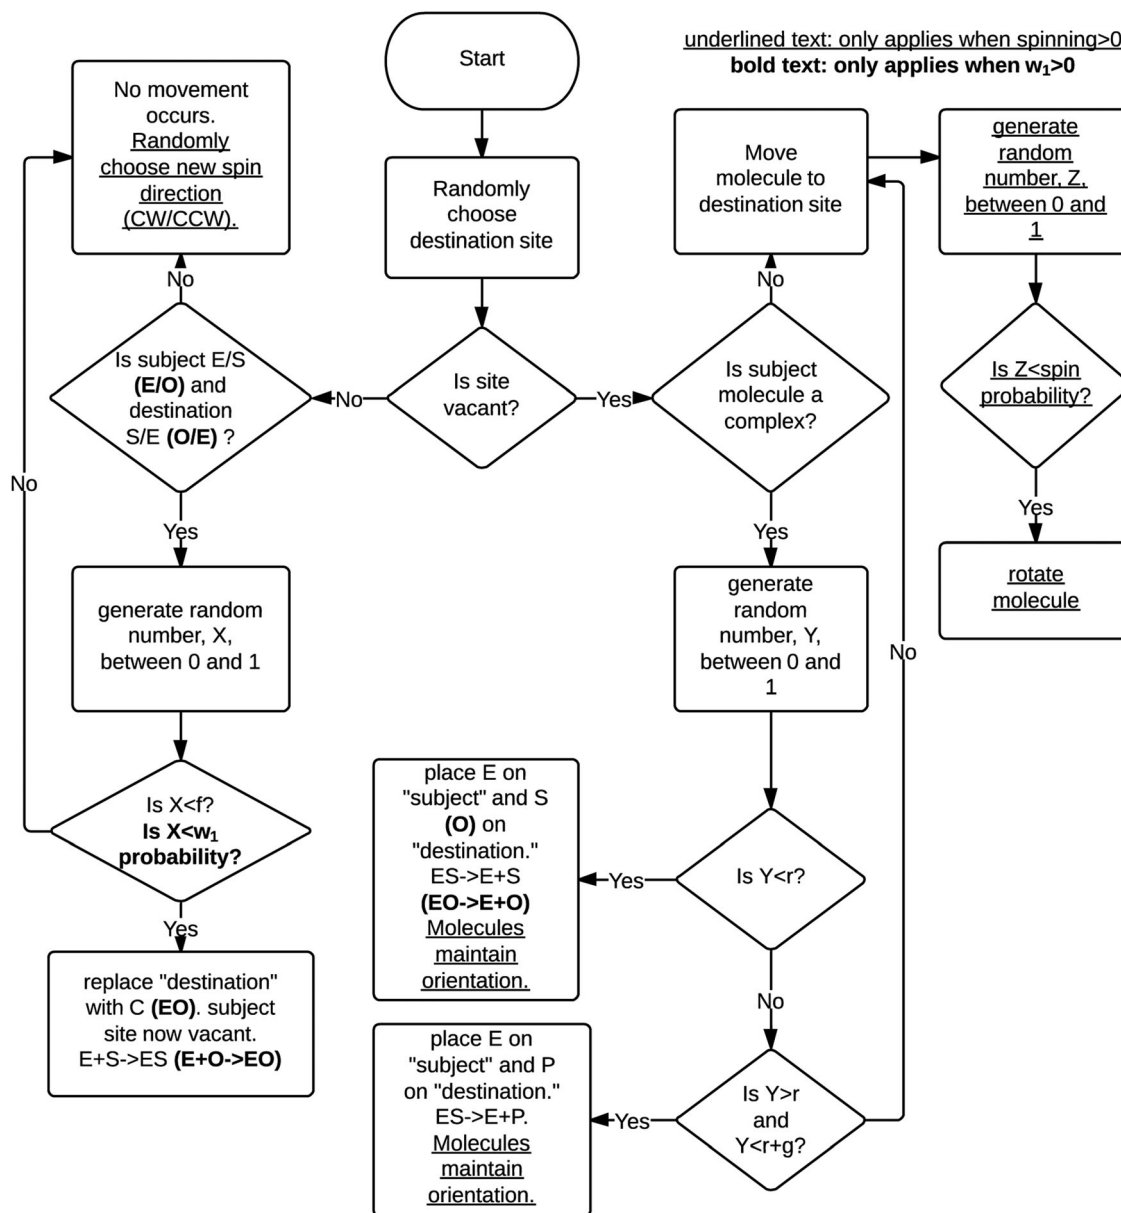 Start
underlined text: only applies when spinning>0
bold text: only applies when w₁>0
No movement
occurs.
Randomly
choose new spin
direction
(CW/CCW).
Randomly
choose
destination site
Move
molecule to
destination site
generate
random
number, Z,
between 0 and
1
No
No
Is subject E/S
(E/O) and
destination
S/E (O/E) ?
No
Is site
vacant?
Yes
Is subject
molecule a
complex?
Is Z<spin
probability?
No
Yes
Yes
Yes
generate random
number, X,
between 0 and 1
generate
random
number, Y,
between 0 and
1
rotate
molecule
No
Is X<f?
Is X<w₁
probability?
place E on
"subject" and S
(O) on
"destination."
ES->E+S
(EO->E+O)
Molecules
maintain
orientation.
Yes
Is Y<r?
Yes
No
replace "destination"
with C (EO). subject
site now vacant.
E+S->ES (E+O->EO)
place E on
"subject" and P
on "destination."
ES->E+P.
Molecules
maintain
orientation.
Yes
Is Y>r
and
Y<r+g?